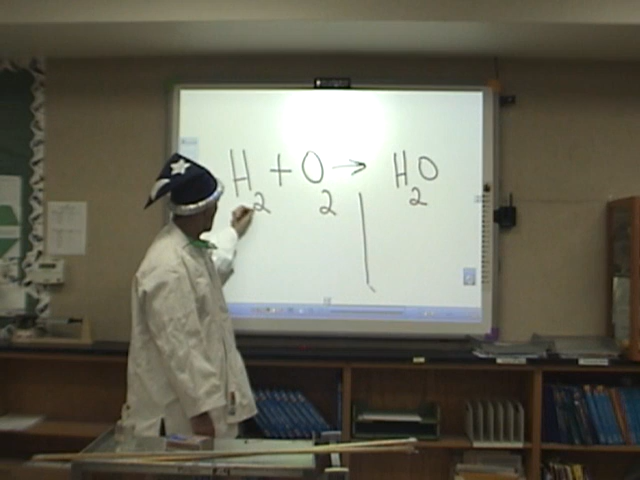 H₂ + O₂ → H₂O